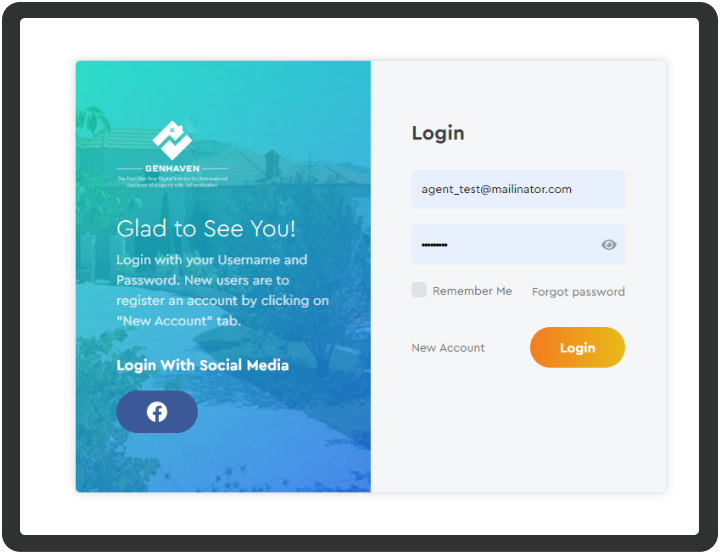 GENHAVEN
The First One-Stop Digital Solution for International
purchase of property with full verification
Glad to See You!
Login with your Username and
Password. New users are to
register an account by clicking on
"New Account" tab.
Login With Social Media
Login
agent_test@mailinator.com
Remember Me
Forgot password
New Account
Login